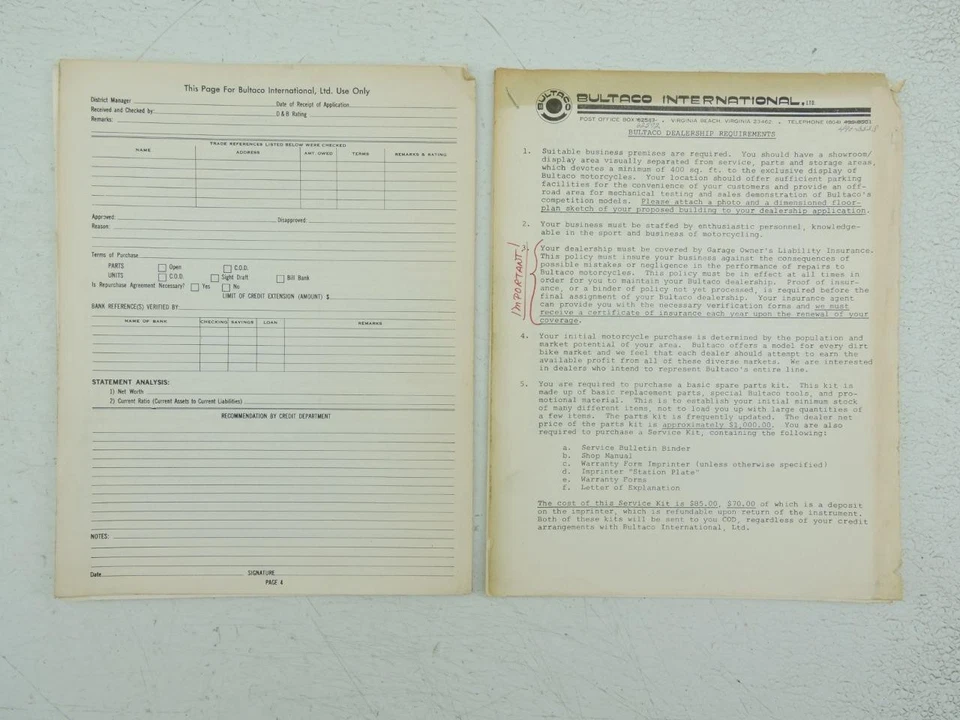 This Page For Bultaco International, Ltd. Use Only
District Manager
Date of Receipt of Application
Received and Checked by:
D & B Rating
Remarks:
TRADE REFERENCES LISTED BELOW WERE CHECKED
NAME ADDRESS AMT. OWED TERMS REMARKS & RATING
Approved: Disapproved:
Reason:
Terms of Purchase
PARTS Open C.O.D.
UNITS C.O.D. Sight Draft Bill Bank
Is Repurchase Agreement Necessary? Yes No
LIMIT OF CREDIT EXTENSION (AMOUNT) $
BANK REFERENCE(S) VERIFIED BY
NAME OF BANK CHECKING SAVINGS LOAN REMARKS
STATEMENT ANALYSIS:
1) Net Worth
2) Current Ratio (Current Assets to Current Liabilities)
RECOMMENDATION BY CREDIT DEPARTMENT
NOTES:
Date SIGNATURE
PAGE 4
BULTACO
BULTACO INTERNATIONAL, LTD.
POST OFFICE BOX VIRGINIA BEACH, VIRGINIA 23462 TELEPHONE (804)
BULTACO DEALERSHIP REQUIREMENTS
1. Suitable business premises are required. You should have a showroom/
display area visually separated from service, parts and storage areas,
which devotes a minimum of 400 sq. ft. to the exclusive display of
Bultaco motorcycles. Your location should offer sufficient parking
facilities for the convenience of your customers and provide an off-
road area for mechanical testing and sales demonstration of Bultaco's
competition models. Please attach a photo and a dimensioned floor-
plan sketch of your proposed building to your dealership application.
2. Your business must be staffed by enthusiastic personnel, knowledge-
able in the sport and business of motorcycling.
IMPORTANT!
3. Your dealership must be covered by Garage Owner's Liability Insurance.
This policy must insure your business against the consequences of
possible mistakes or negligence in the performance of repairs to
Bultaco motorcycles. This policy must be in effect at all times in
order for you to maintain your Bultaco dealership. Proof of insur-
ance, or a binder of policy not yet processed, is required before the
final assignment of your Bultaco dealership. Your insurance agent
can provide you with the necessary verification forms and we must
receive a certificate of insurance each year upon the renewal of your
coverage.
4. Your initial motorcycle purchase is determined by the population and
market potential of your area. Bultaco offers a model for every dirt
bike market and we feel that each dealer should attempt to earn the
available profit from all of these diverse markets. We are interested
in dealers who intend to represent Bultaco's entire line.
5. You are required to purchase a basic spare parts kit. This kit is
made up of basic replacement parts, special Bultaco tools, and pro-
motional material. This is to establish your initial minimum stock
of many different items, not to load you up with large quantities of
a few items. The parts kit is frequently updated. The dealer net
price of the parts kit is approximately $1,000.00. You are also
required to purchase a Service Kit, containing the following:
a. Service Bulletin Binder
b. Shop Manual
c. Warranty Form Imprinter (unless otherwise specified)
d. Imprinter "Station Plate"
e. Warranty Forms
f. Letter of Explanation
The cost of this Service Kit is $85.00, $70.00 of which is a deposit
on the imprinter, which is refundable upon return of the instrument.
Both of these kits will be sent to you COD, regardless of your credit
arrangements with Bultaco International, Ltd.